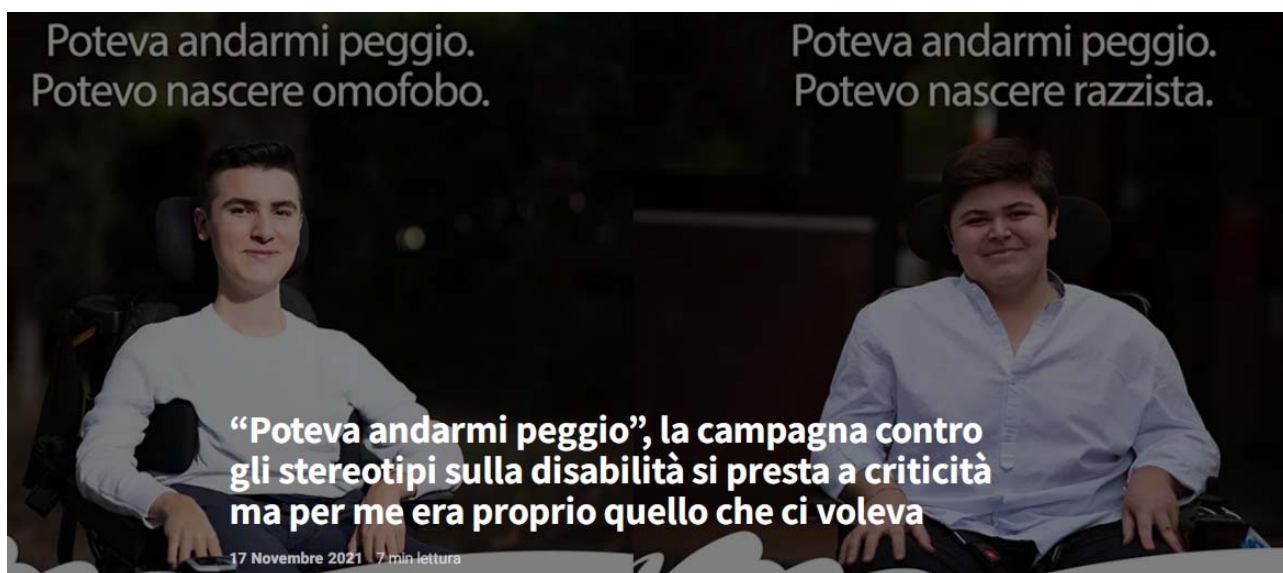 Poteva andarmi peggio.
Potevo nascere omofobo.
Poteva andarmi peggio.
Potevo nascere razzista.
“Poteva andarmi peggio”, la campagna contro
gli stereotipi sulla disabilità si presta a criticità
ma per me era proprio quello che ci voleva
17 Novembre 2021 7 min lettura